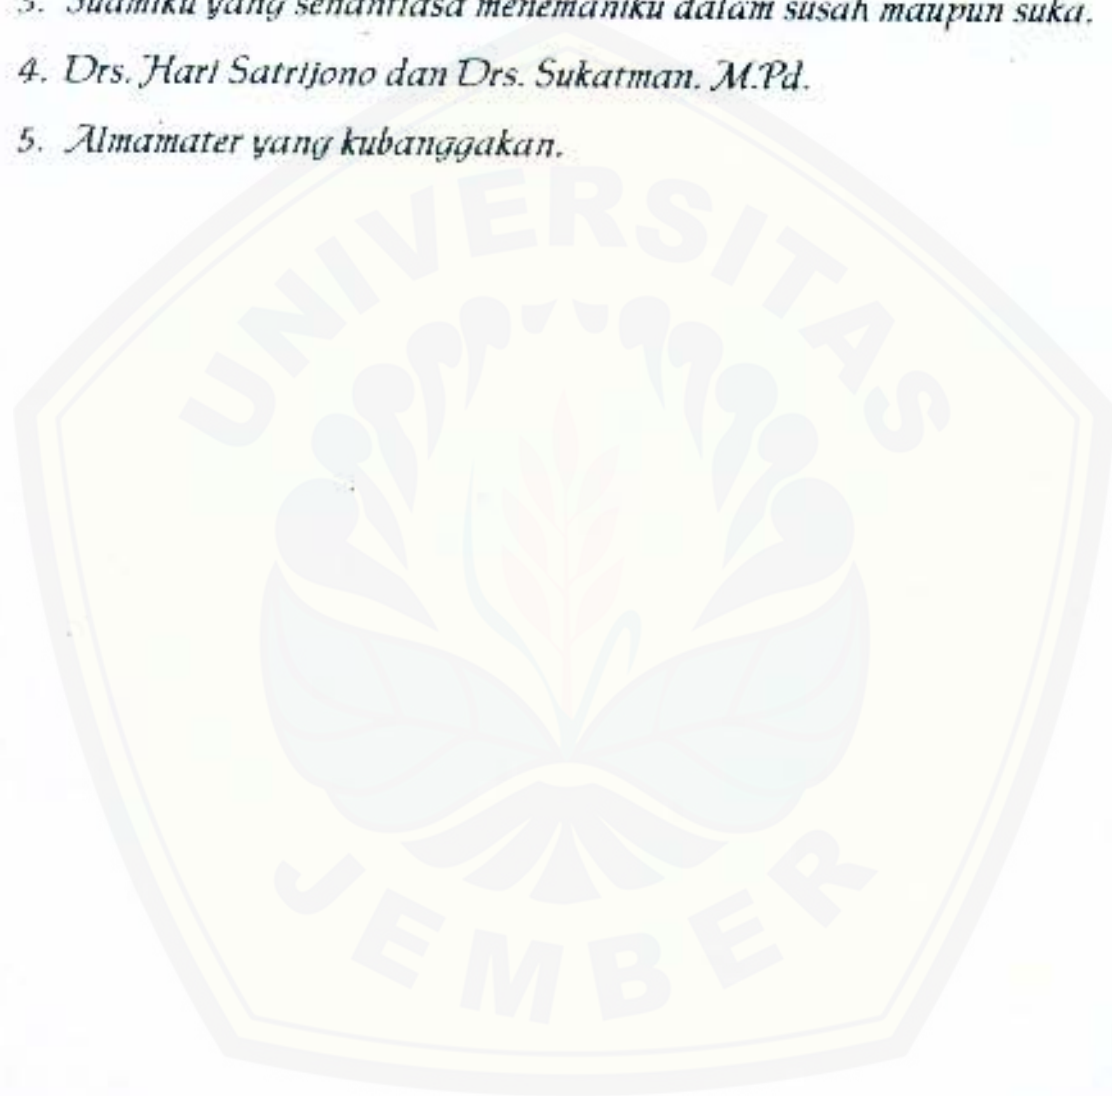 3. Suamiku yang senantiasa menemaniku dalam susah maupun suka.
4. Drs. Hari Satrijono dan Drs. Sukatman. M.Pd.
5. Almamater yang kubanggakan.
UNIVERSITAS
JEMBER